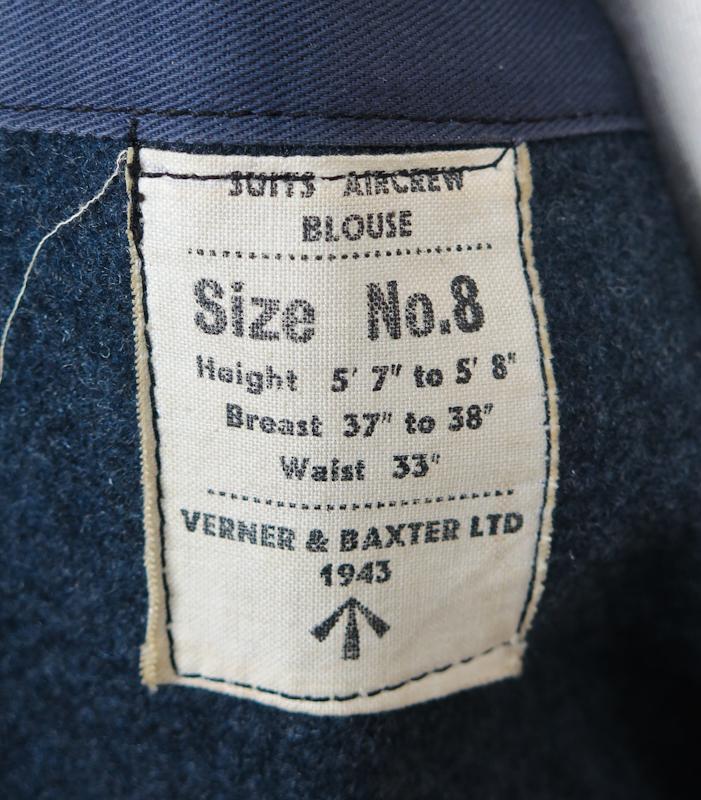 SUITS AIRCREW
BLOUSE
Size No.8
Height 5' 7" to 5' 8"
Breast 37" to 38"
Waist 33"
VERNER & BAXTER LTD
1943